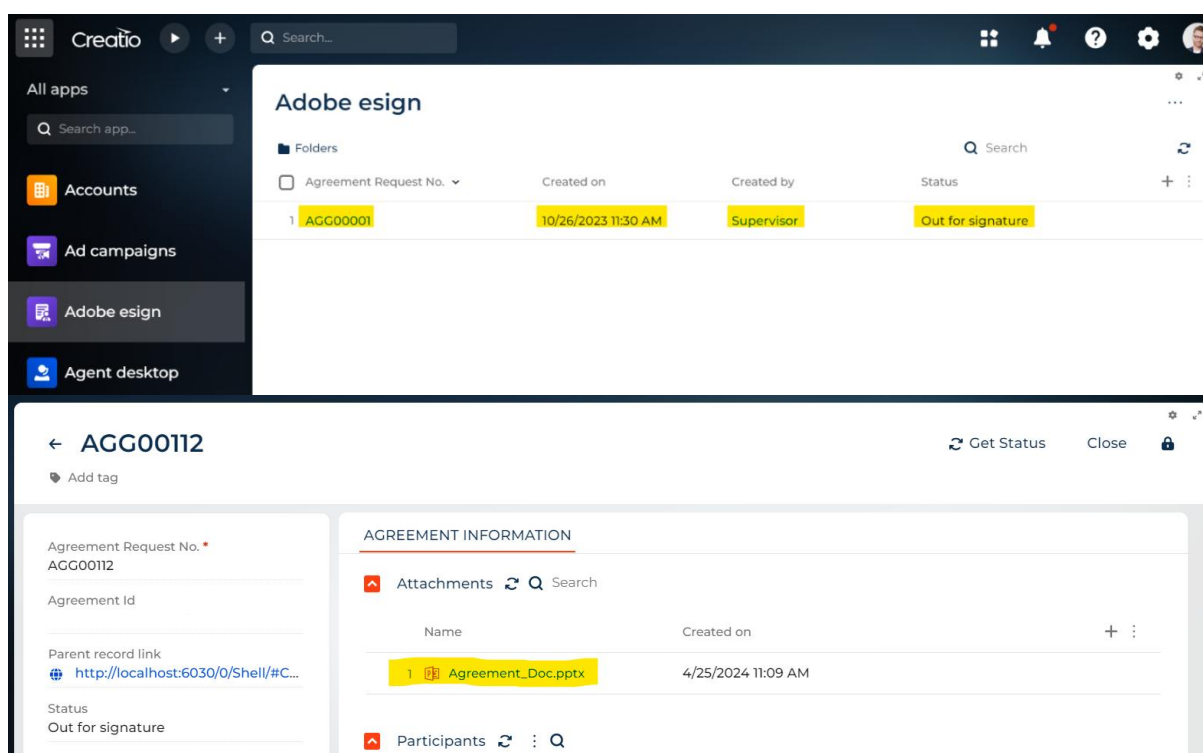 Creatio Search...
All apps
Search app...
Accounts
Ad campaigns
Adobe esign
Agent desktop
Adobe esign
Folders Search
Agreement Request No. Created on Created by Status
1 AGG00001 10/26/2023 11:30 AM Supervisor Out for signature
AGG00112 Get Status Close
Add tag
Agreement Request No. *
AGG00112
Agreement Id
Parent record link
http://localhost:6030/0/Shell/#C...
Status
Out for signature
AGREEMENT INFORMATION
Attachments Search
Name Created on
1 Agreement_Doc.pptx 4/25/2024 11:09 AM
Participants